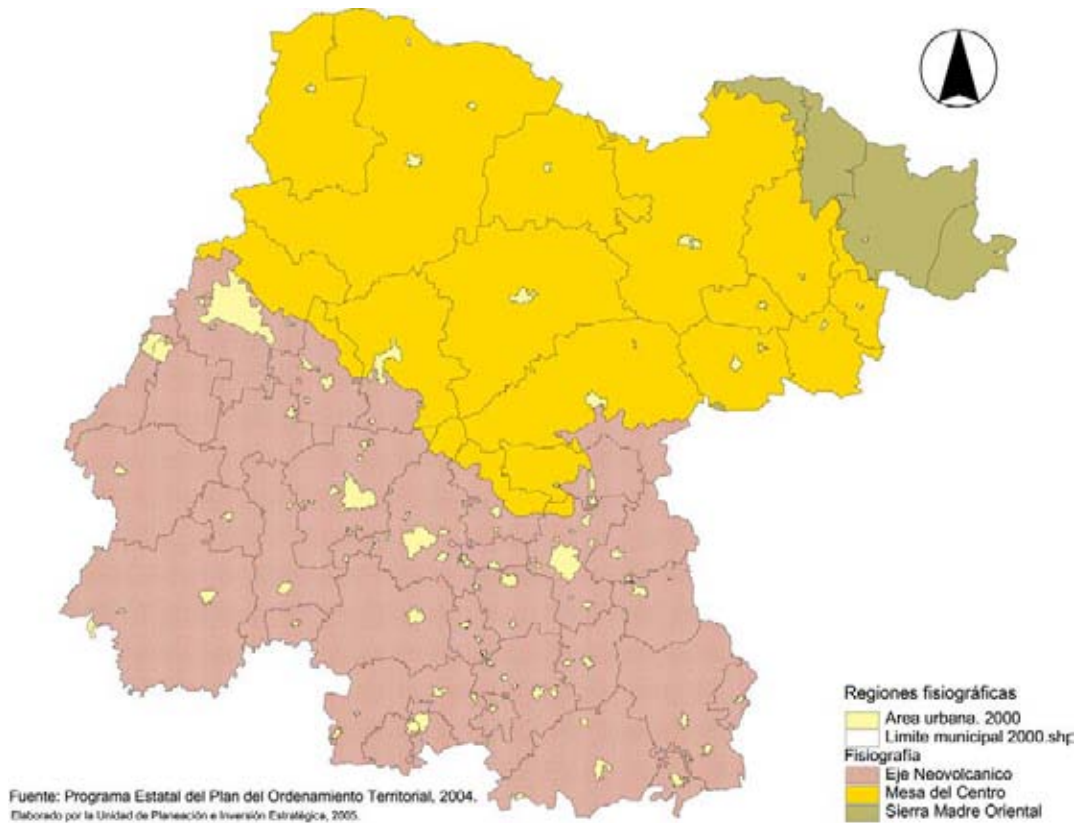 Regiones fisiográficas
Area urbana. 2000
Limite municipal 2000.shp
Fisiografia
Eje Neovolcanico
Mesa del Centro
Sierra Madre Oriental
Fuente: Programa Estatal del Plan del Ordenamiento Territorial, 2004.
Elaborado por la Unidad de Planeación e Inversión Estratégica, 2005.